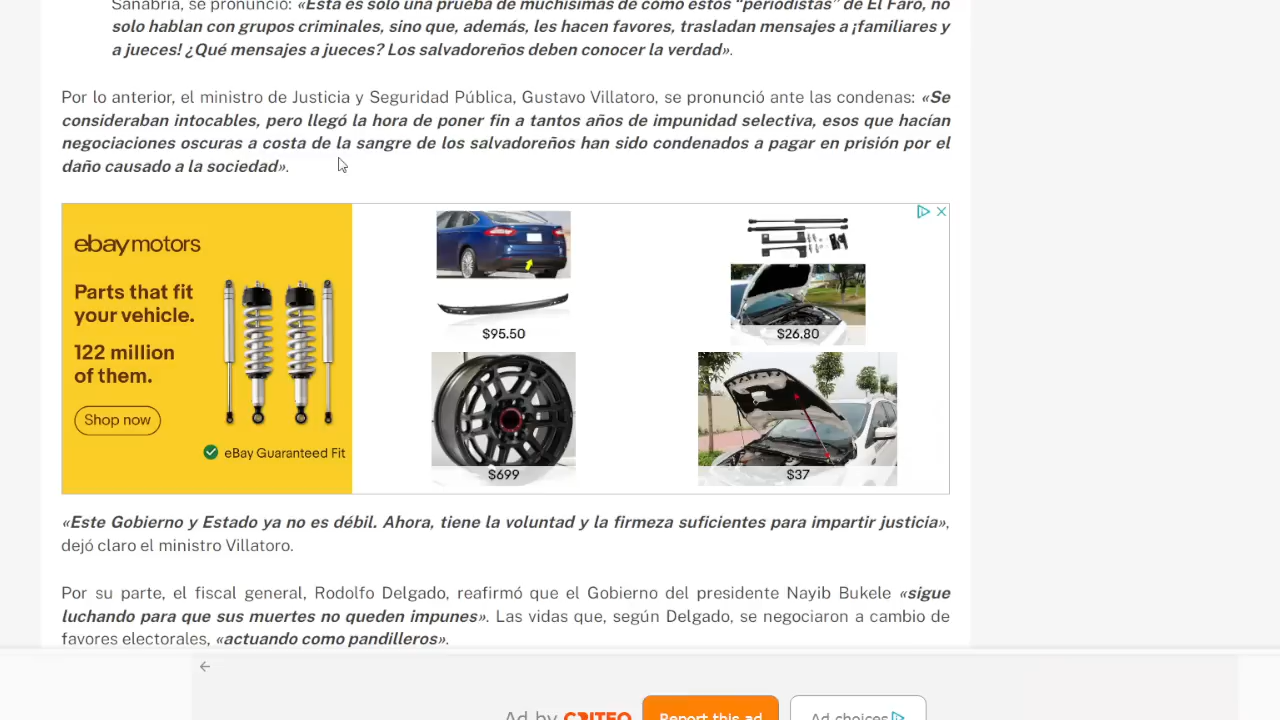 Sanabria, se pronunció: «Esta es solo una prueba de muchísimas de cómo estos “periodistas” de El Faro, no
solo hablan con grupos criminales, sino que, además, les hacen favores, trasladan mensajes a ¡familiares y
a jueces! ¿Qué mensajes a jueces? Los salvadoreños deben conocer la verdad».
Por lo anterior, el ministro de Justicia y Seguridad Pública, Gustavo Villatoro, se pronunció ante las condenas: «Se
consideraban intocables, pero llegó la hora de poner fin a tantos años de impunidad selectiva, esos que hacían
negociaciones oscuras a costa de la sangre de los salvadoreños han sido condenados a pagar en prisión por el
daño causado a la sociedad».
ebay motors
Parts that fit
your vehicle.
122 million
of them.
Shop now
eBay Guaranteed Fit
$95.50
$26.80
$699
$37
«Este Gobierno y Estado ya no es débil. Ahora, tiene la voluntad y la firmeza suficientes para impartir justicia»,
dejó claro el ministro Villatoro.
Por su parte, el fiscal general, Rodolfo Delgado, reafirmó que el Gobierno del presidente Nayib Bukele «sigue
luchando para que sus muertes no queden impunes». Las vidas que, según Delgado, se negociaron a cambio de
favores electorales, «actuando como pandilleros».
Ad by CRITEO
Report this ad
Ad choices